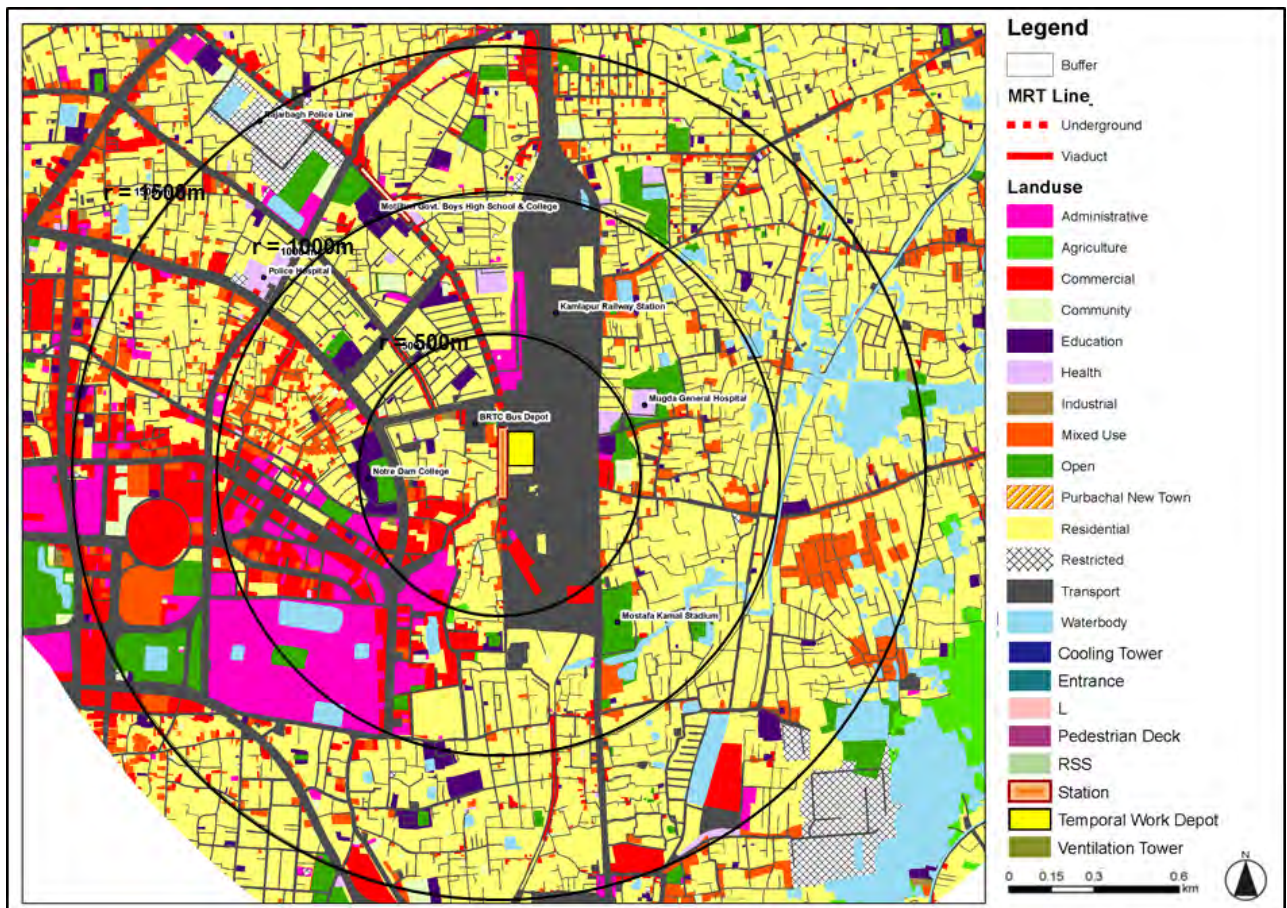 Rajarbagh Police Line
r = 1500m
Motijheel Govt. Boys High School & College
r = 1000m
Police Hospital
Kamlapur Railway Station
r = 500m
Mugda General Hospital
BRTC Bus Depot
Notre Dam College
Mostafa Kamal Stadium
Legend
Buffer
MRT Line
Underground
Viaduct
Landuse
Administrative
Agriculture
Commercial
Community
Education
Health
Industrial
Mixed Use
Open
Purbachal New Town
Residential
Restricted
Transport
Waterbody
Cooling Tower
Entrance
L
Pedestrian Deck
RSS
Station
Temporal Work Depot
Ventilation Tower
N
0 0.15 0.3 0.6
km